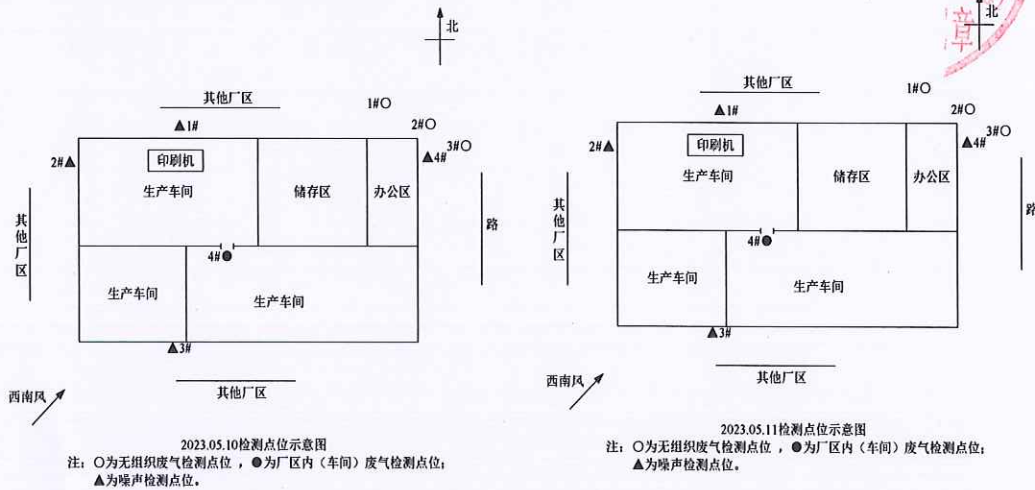 北
其他厂区
1#○
▲1#
2#○
3#○
2#▲
▲4#
印刷机
生产车间
储存区
办公区
其他厂区
路
4#●
生产车间
生产车间
▲3#
其他厂区
西南风
2023.05.10检测点位示意图
注：○为无组织废气检测点位，●为厂区内（车间）废气检测点位；
▲为噪声检测点位。
章
北
其他厂区
1#○
▲1#
2#○
3#○
2#▲
▲4#
印刷机
生产车间
储存区
办公区
其他厂区
路
4#●
生产车间
生产车间
▲3#
其他厂区
西南风
2023.05.11检测点位示意图
注：○为无组织废气检测点位，●为厂区内（车间）废气检测点位；
▲为噪声检测点位。